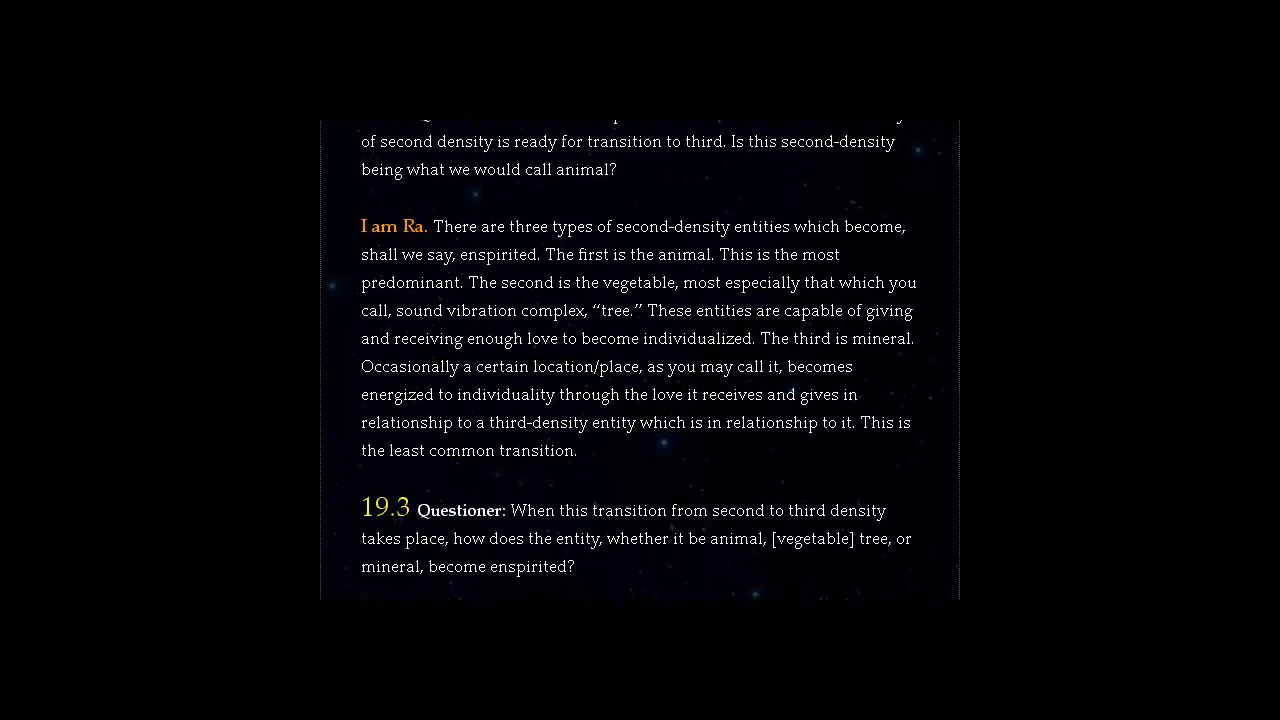 of second density is ready for transition to third. Is this second-density
being what we would call animal?
I am Ra. There are three types of second-density entities which become,
shall we say, enspirited. The first is the animal. This is the most
predominant. The second is the vegetable, most especially that which you
call, sound vibration complex, “tree.” These entities are capable of giving
and receiving enough love to become individualized. The third is mineral.
Occasionally a certain location/place, as you may call it, becomes
energized to individuality through the love it receives and gives in
relationship to a third-density entity which is in relationship to it. This is
the least common transition.
19.3 Questioner: When this transition from second to third density
takes place, how does the entity, whether it be animal, [vegetable] tree, or
mineral, become enspirited?